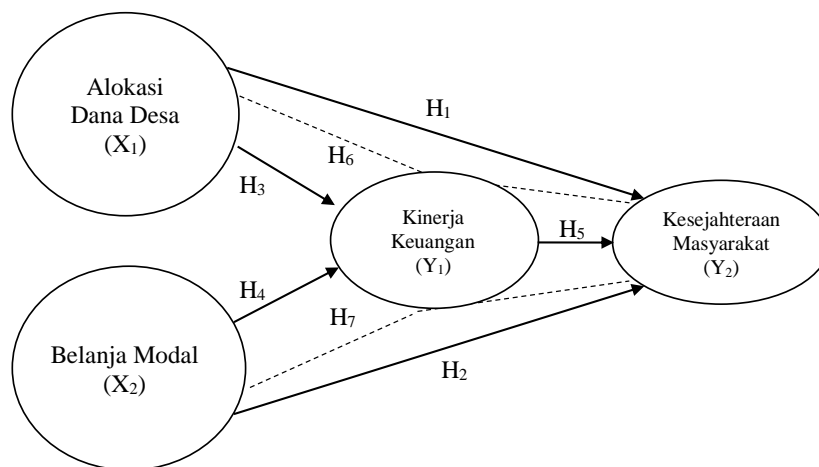 Alokasi
Dana Desa
(X₁)
H₁
H₆
H₃
Kinerja
Keuangan
(Y₁)
H₅
Kesejahteraan
Masyarakat
(Y₂)
H₄
H₇
Belanja Modal
(X₂)
H₂